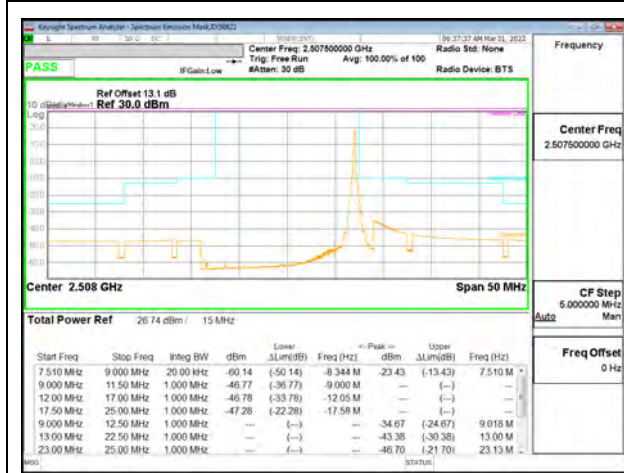 Keysight Spectrum Analyzer - Spectrum Emission Mask,JDS8622
RF 50 Ω DC
06:37:37 AM Mar 31, 2022
Center Freq: 2.507500000 GHz
Radio Std: None
Frequency
PASS
Trig: Free Run Avg: 100.00% of 100
IFGain:Low
#Atten: 30 dB Radio Device: BTS
Ref Offset 13.1 dB
Ref 30.0 dBm
Log
Center Freq
2.507500000 GHz
Center 2.508 GHz Span 50 MHz
CF Step
5.000000 MHz
Auto Man
Total Power Ref 26.74 dBm / 15 MHz
Freq Offset
0 Hz
Lower <- Peak -> Upper
Start Freq Stop Freq Integ BW dBm ΔLim(dB) Freq (Hz) dBm ΔLim(dB) Freq (Hz)
7.510 MHz 9.000 MHz 20.00 kHz -60.14 (-50.14) -8.344 M -23.43 (-13.43) 7.510 M
9.000 MHz 11.50 MHz 1.000 MHz -46.77 (-36.77) -9.000 M --- (---) ---
12.00 MHz 17.00 MHz 1.000 MHz -46.78 (-33.78) -12.05 M --- (---) ---
17.50 MHz 25.00 MHz 1.000 MHz -47.28 (-22.28) -17.58 M --- (---) ---
9.000 MHz 12.50 MHz 1.000 MHz --- (---) --- -34.67 (-24.67) 9.018 M
13.00 MHz 22.50 MHz 1.000 MHz --- (---) --- -43.38 (-30.38) 13.00 M
23.00 MHz 25.00 MHz 1.000 MHz --- (---) --- -46.70 (-21.70) 23.13 M
MSG STATUS